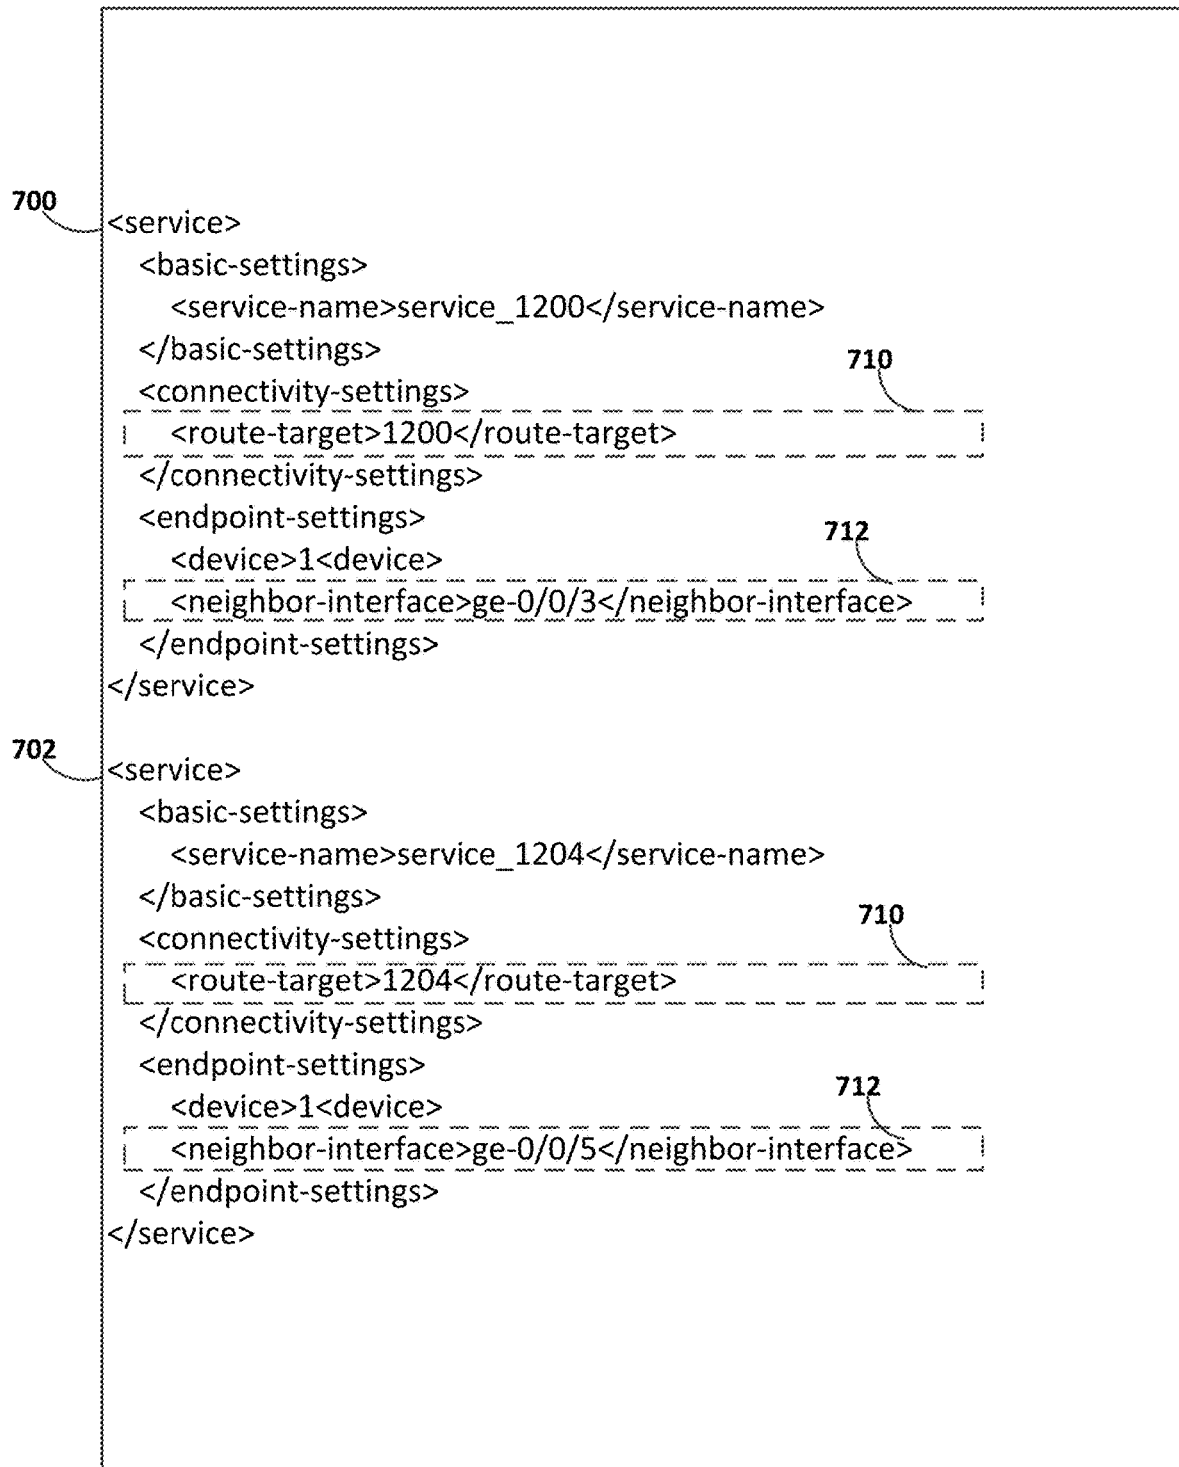 700
<service>
<basic-settings>
<service-name>service_1200</service-name>
</basic-settings>
710
<connectivity-settings>
<route-target>1200</route-target>
</connectivity-settings>
<endpoint-settings>
712
<device>1<device>
<neighbor-interface>ge-0/0/3</neighbor-interface>
</endpoint-settings>
</service>
702
<service>
<basic-settings>
<service-name>service_1204</service-name>
</basic-settings>
710
<connectivity-settings>
<route-target>1204</route-target>
</connectivity-settings>
<endpoint-settings>
712
<device>1<device>
<neighbor-interface>ge-0/0/5</neighbor-interface>
</endpoint-settings>
</service>